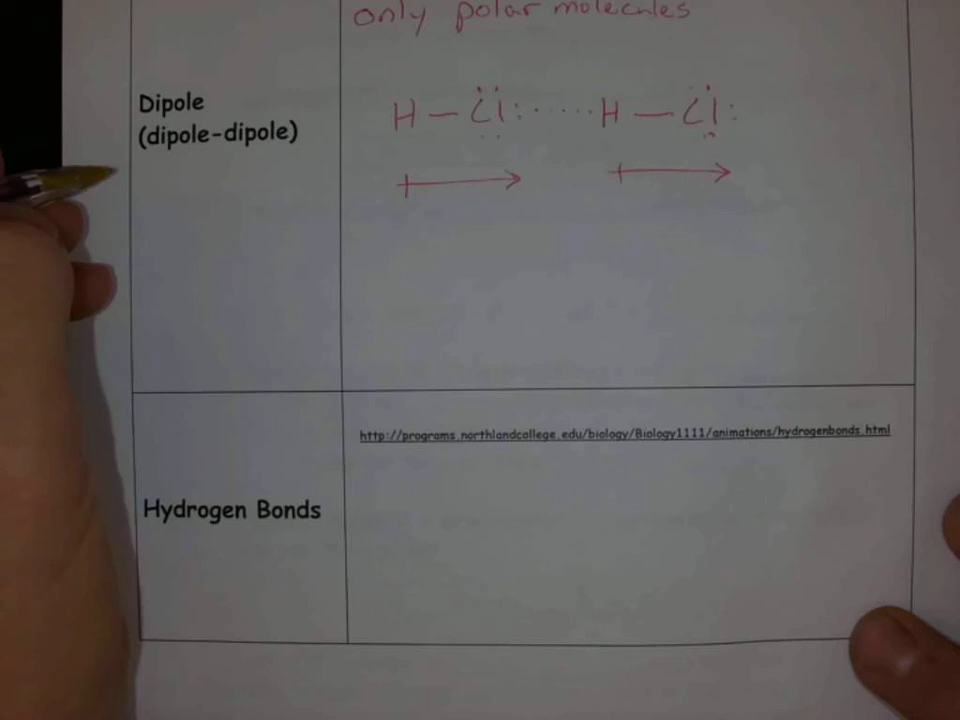 only polar molecules
Dipole
(dipole-dipole)
H — Cl: ····· H — Cl:
http://programs.northlandcollege.edu/biology/Biology1111/animations/hydrogenbonds.html
Hydrogen Bonds